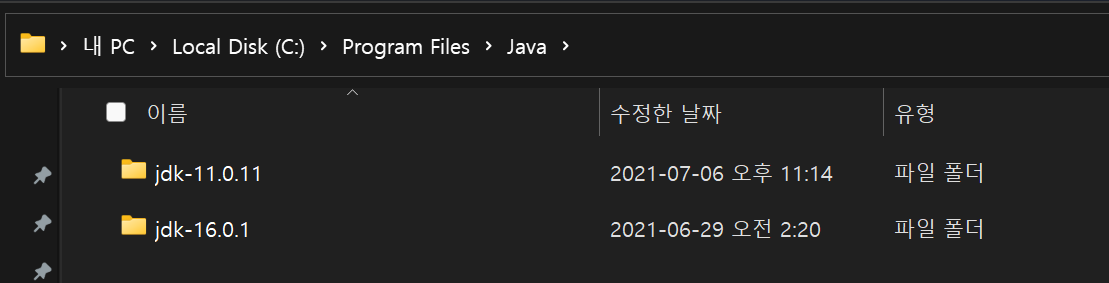 내 PC > Local Disk (C:) > Program Files > Java >
이름 수정한 날짜 유형
jdk-11.0.11 2021-07-06 오후 11:14 파일 폴더
jdk-16.0.1 2021-06-29 오전 2:20 파일 폴더